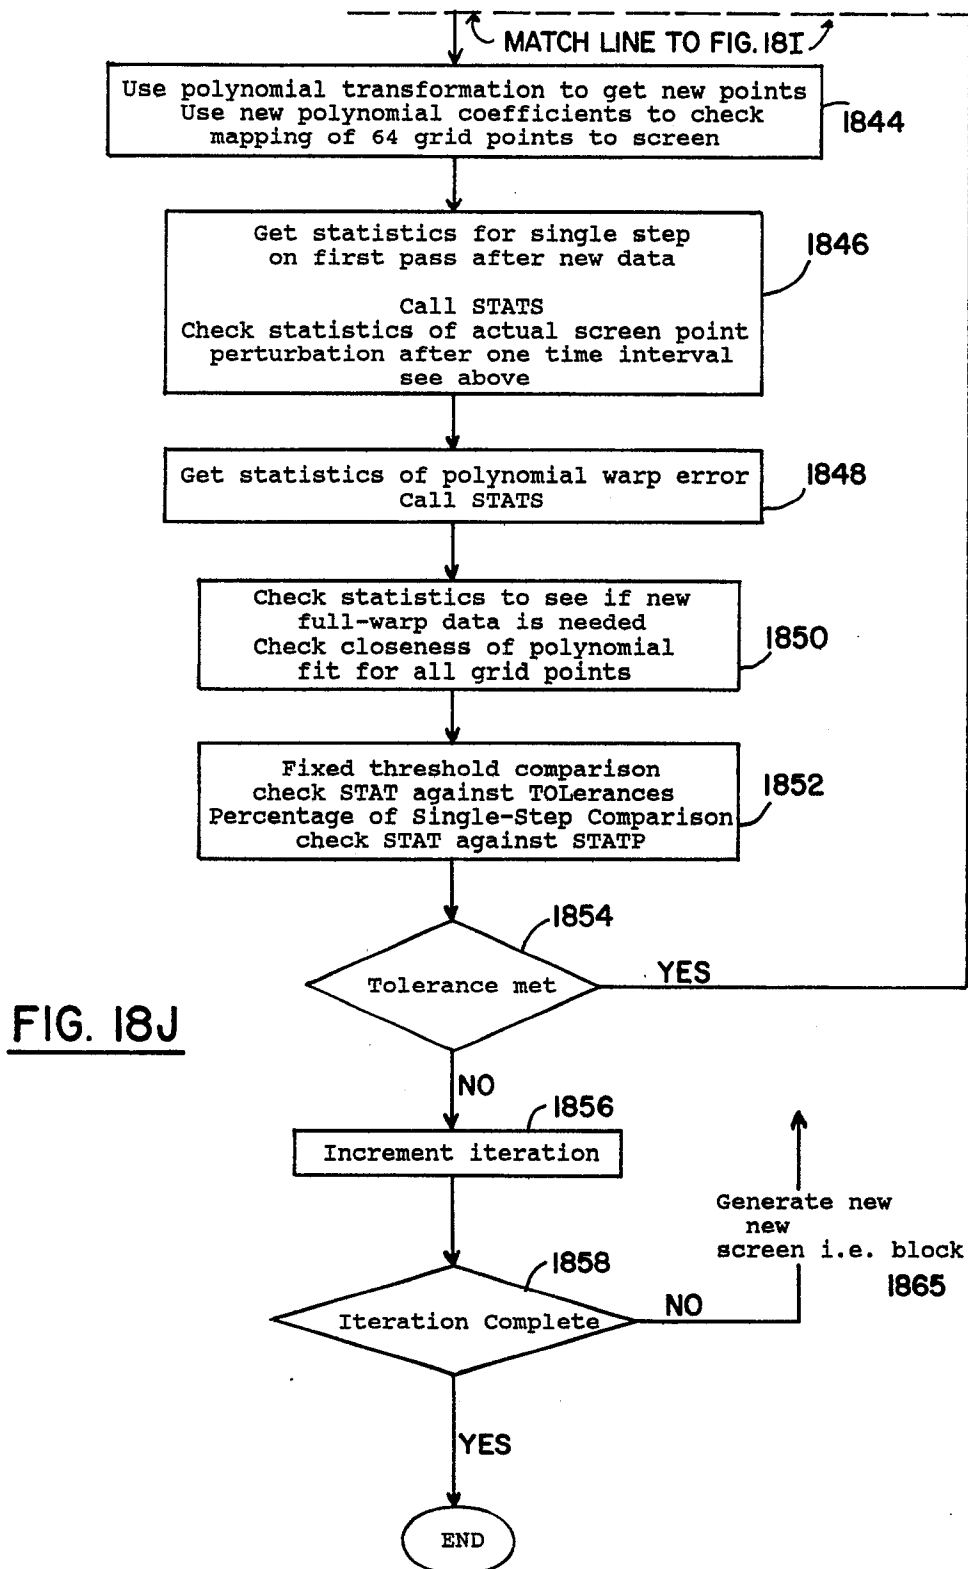 MATCH LINE TO FIG. 18I
Use polynomial transformation to get new points
Use new polynomial coefficients to check
mapping of 64 grid points to screen
1844
Get statistics for single step
on first pass after new data
Call STATS
Check statistics of actual screen point
perturbation after one time interval
see above
1846
Get statistics of polynomial warp error
Call STATS
1848
Check statistics to see if new
full-warp data is needed
Check closeness of polynomial
fit for all grid points
1850
Fixed threshold comparison
check STAT against TOLerances
Percentage of Single-Step Comparison
check STAT against STATP
1852
1854
Tolerance met
YES
FIG. 18J
NO
1856
Increment iteration
Generate new
new
screen i.e. block
1865
1858
Iteration Complete
NO
YES
END